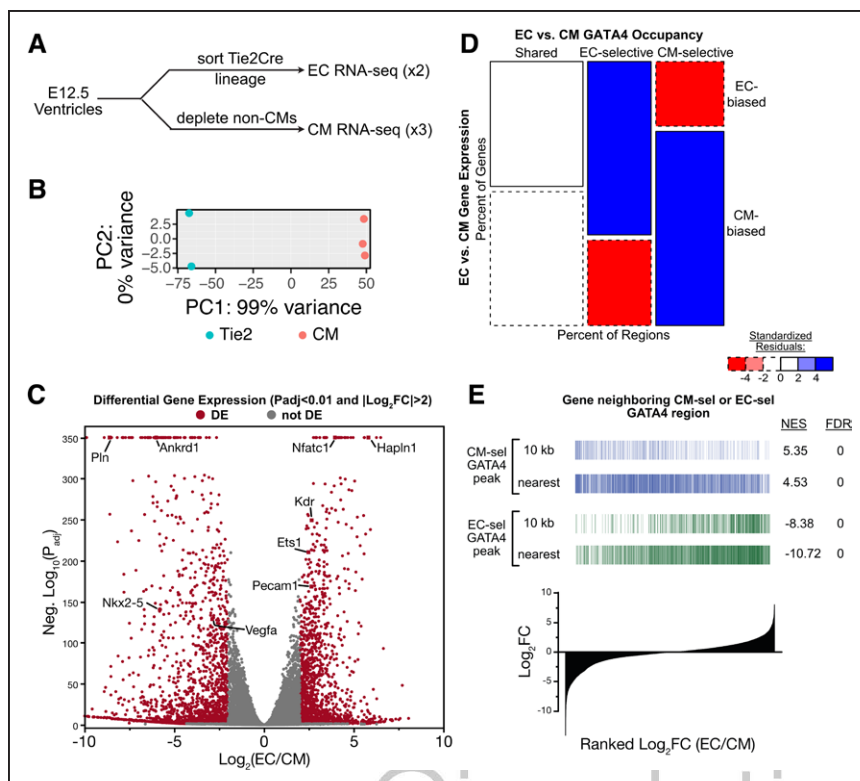 A
E12.5
Ventricles
sort Tie2Cre
lineage
EC RNA-seq (x2)
deplete non-CMs
CM RNA-seq (x3)
B
PC2:
0% variance
2.5
0.0
−2.5
−5.0
−75 −50 −25 0 25 50
PC1: 99% variance
Tie2 CM
C
Differential Gene Expression (Padj<0.01 and |Log2FC|>2)
DE not DE
Neg. Log10(Padj)
350
300
250
200
150
100
50
0
Pln
Ankrd1
Nfatc1
Hapln1
Kdr
Ets1
Pecam1
Nkx2-5
Vegfa
-10 -5 0 5 10
Log2(EC/CM)
D
EC vs. CM GATA4 Occupancy
Shared EC-selective CM-selective
EC vs. CM Gene Expression
Percent of Genes
EC-
biased
CM-
biased
Percent of Regions
Standardized
Residuals:
-4 -2 0 2 4
E
Gene neighboring CM-sel or EC-sel
GATA4 region
NES FDR
CM-sel
GATA4
peak
10 kb 5.35 0
nearest 4.53 0
EC-sel
GATA4
peak
10 kb -8.38 0
nearest -10.72 0
Log2FC
10
5
0
-5
-10
Ranked Log2FC (EC/CM)